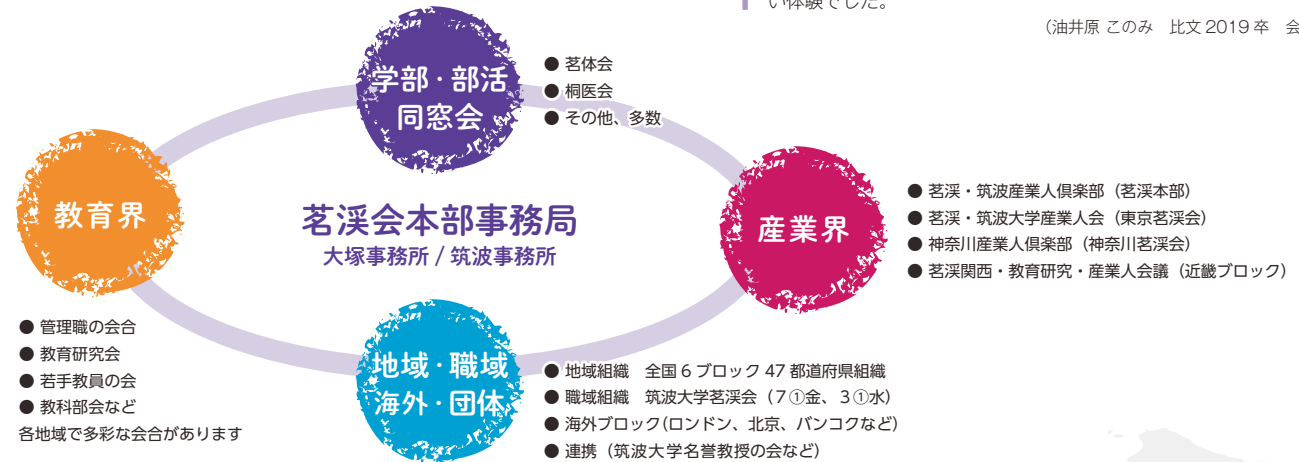 い体験でした。
（油井原 このみ　比文 2019 卒　会
学部・部活
同窓会
● 茗体会
● 桐医会
● その他、多数
教育界
茗渓会本部事務局
大塚事務所 / 筑波事務所
産業界
● 茗渓・筑波産業人倶楽部（茗渓本部）
● 茗渓・筑波大学産業人会（東京茗渓会）
● 神奈川産業人倶楽部（神奈川茗渓会）
● 茗渓関西・教育研究・産業人会議（近畿ブロック）
● 管理職の会合
● 教育研究会
● 若手教員の会
● 教科部会など
各地域で多彩な会合があります
地域・職域
海外・団体
● 地域組織　全国 6 ブロック 47 都道府県組織
● 職域組織　筑波大学茗渓会（７①金、３①水）
● 海外ブロック(ロンドン、北京、バンコクなど)
● 連携（筑波大学名誉教授の会など）